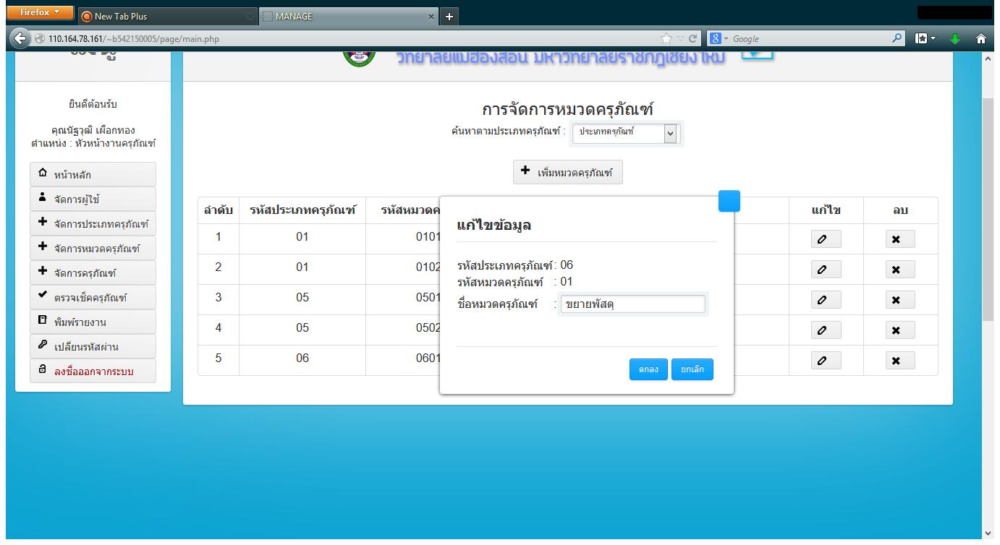 Firefox
New Tab Plus
MANAGE
110.164.78.161/~b542150005/page/main.php
Google
วิทยาลัยแม่ฮ่องสอน มหาวิทยาลัยราชภัฏเชียงใหม่
ยินดีต้อนรับ
คุณนัฐวุฒิ เผือกทอง
ตำแหน่ง : หัวหน้างานครุภัณฑ์
หน้าหลัก
จัดการผู้ใช้
จัดการประเภทครุภัณฑ์
จัดการหมวดครุภัณฑ์
จัดการครุภัณฑ์
ตรวจเช็คครุภัณฑ์
พิมพ์รายงาน
เปลี่ยนรหัสผ่าน
ลงชื่อออกจากระบบ
การจัดการหมวดครุภัณฑ์
ค้นหาตามประเภทครุภัณฑ์ : ประเภทครุภัณฑ์
เพิ่มหมวดครุภัณฑ์
ลำดับ รหัสประเภทครุภัณฑ์ รหัสหมวดค แก้ไข ลบ
1 01 0101
2 01 0102
3 05 0501
4 05 0502
5 06 0601
แก้ไขข้อมูล
รหัสประเภทครุภัณฑ์ : 06
รหัสหมวดครุภัณฑ์ : 01
ชื่อหมวดครุภัณฑ์ : ขยายพัสดุ
ตกลง ยกเลิก